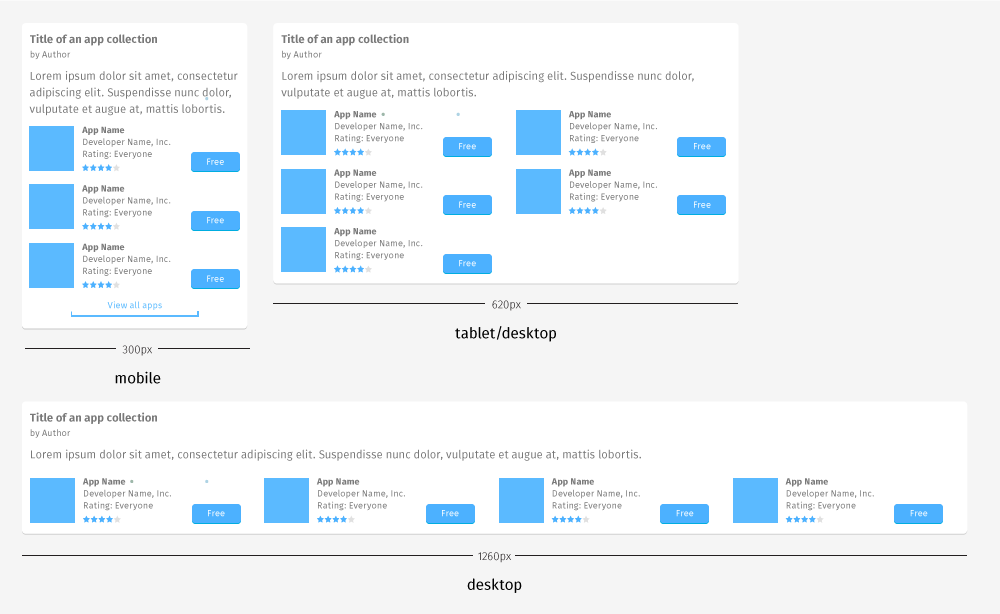 Title of an app collection
by Author
Lorem ipsum dolor sit amet, consectetur
adipiscing elit. Suspendisse nunc dolor,
vulputate et augue at, mattis lobortis.
App Name
Developer Name, Inc.
Rating: Everyone
Free
App Name
Developer Name, Inc.
Rating: Everyone
Free
App Name
Developer Name, Inc.
Rating: Everyone
Free
View all apps
300px
mobile
Title of an app collection
by Author
Lorem ipsum dolor sit amet, consectetur adipiscing elit. Suspendisse nunc dolor,
vulputate et augue at, mattis lobortis.
App Name
Developer Name, Inc.
Rating: Everyone
Free
App Name
Developer Name, Inc.
Rating: Everyone
Free
App Name
Developer Name, Inc.
Rating: Everyone
Free
App Name
Developer Name, Inc.
Rating: Everyone
Free
App Name
Developer Name, Inc.
Rating: Everyone
Free
620px
tablet/desktop
Title of an app collection
by Author
Lorem ipsum dolor sit amet, consectetur adipiscing elit. Suspendisse nunc dolor, vulputate et augue at, mattis lobortis.
App Name
Developer Name, Inc.
Rating: Everyone
Free
App Name
Developer Name, Inc.
Rating: Everyone
Free
App Name
Developer Name, Inc.
Rating: Everyone
Free
App Name
Developer Name, Inc.
Rating: Everyone
Free
1260px
desktop